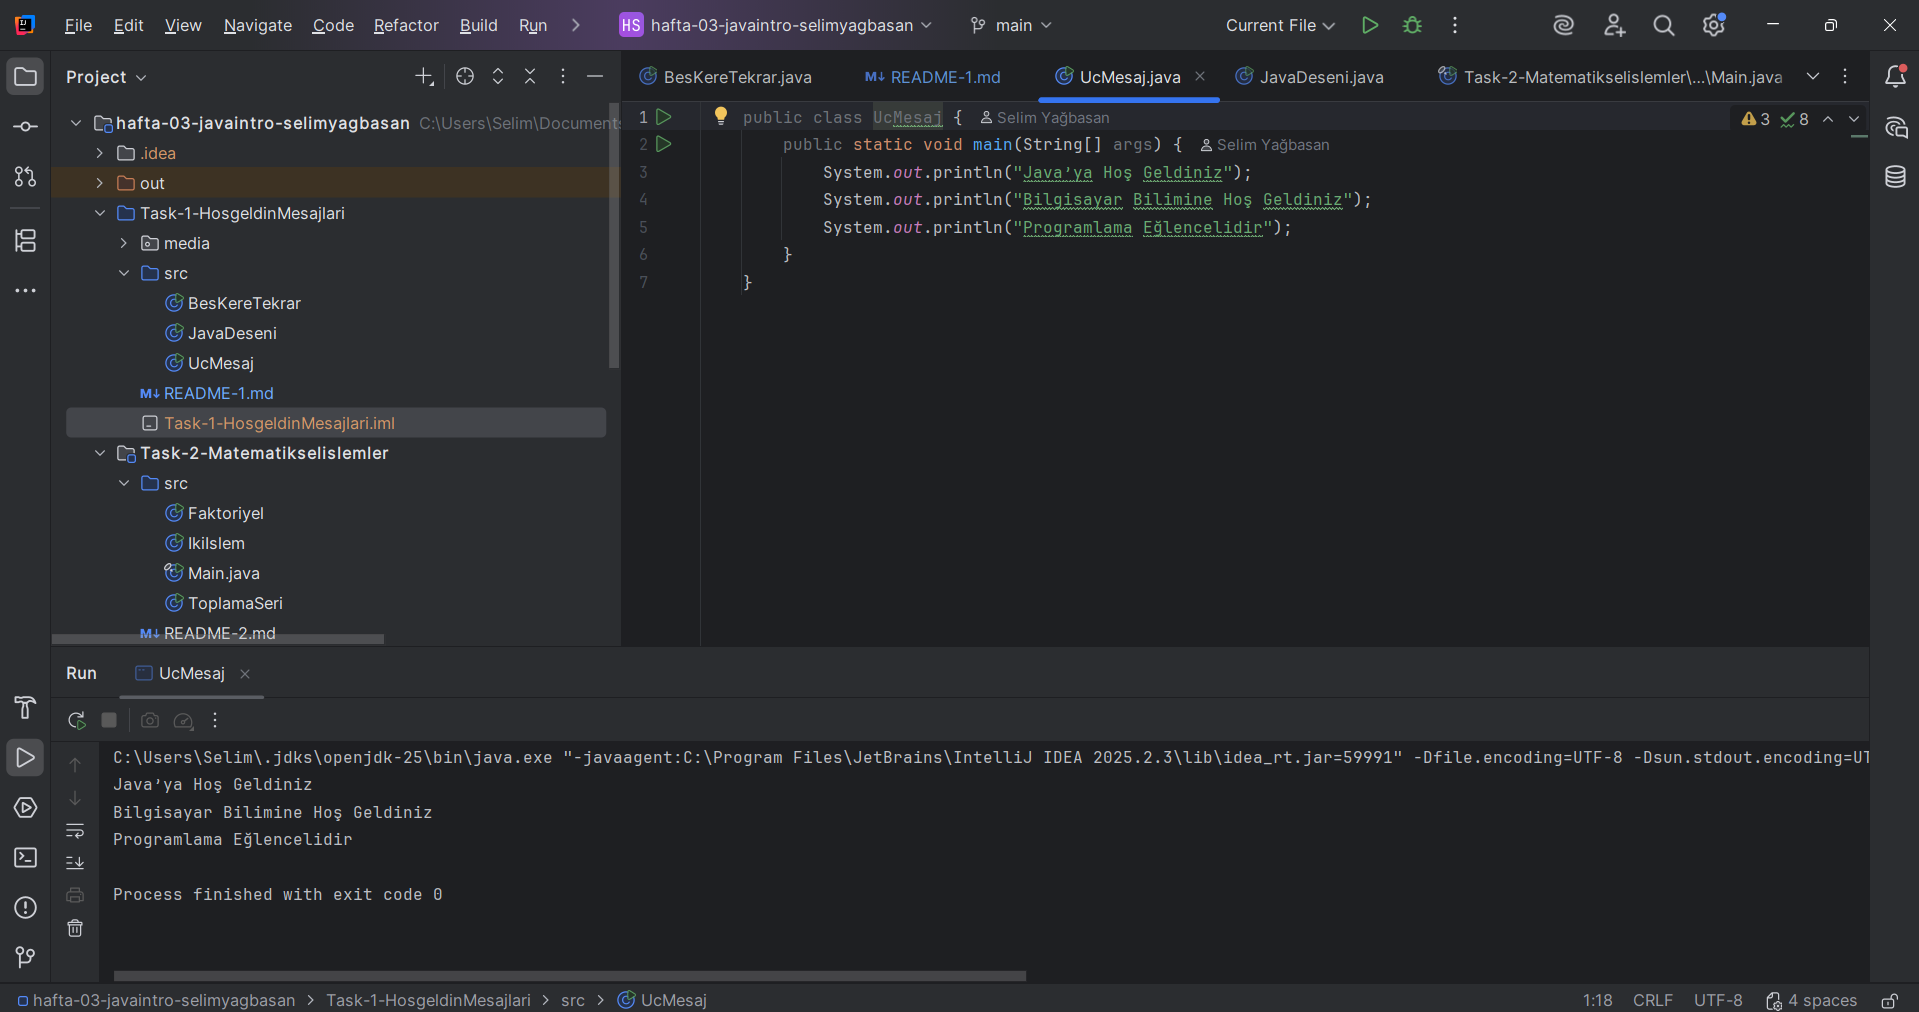 File Edit View Navigate Code Refactor Build Run HS hafta-03-javaintro-selimyagbasan main Current File
Project
hafta-03-javaintro-selimyagbasan C:\Users\Selim\Documents
.idea
out
Task-1-HosgeldinMesajlari
media
src
BesKereTekrar
JavaDeseni
UcMesaj
M↓ README-1.md
Task-1-HosgeldinMesajlari.iml
Task-2-Matematikselislemler
src
Faktoriyel
IkiIslem
Main.java
ToplamaSeri
M↓ README-2.md
BesKereTekrar.java M↓ README-1.md UcMesaj.java JavaDeseni.java Task-2-Matematikselislemler\...\Main.java
1 public class UcMesaj { Selim Yağbasan 3 8
2 public static void main(String[] args) { Selim Yağbasan
3 System.out.println("Java’ya Hoş Geldiniz");
4 System.out.println("Bilgisayar Bilimine Hoş Geldiniz");
5 System.out.println("Programlama Eğlencelidir");
6 }
7 }
Run UcMesaj
C:\Users\Selim\.jdks\openjdk-25\bin\java.exe "-javaagent:C:\Program Files\JetBrains\IntelliJ IDEA 2025.2.3\lib\idea_rt.jar=59991" -Dfile.encoding=UTF-8 -Dsun.stdout.encoding=UT
Java’ya Hoş Geldiniz
Bilgisayar Bilimine Hoş Geldiniz
Programlama Eğlencelidir
Process finished with exit code 0
hafta-03-javaintro-selimyagbasan > Task-1-HosgeldinMesajlari > src > UcMesaj 1:18 CRLF UTF-8 4 spaces